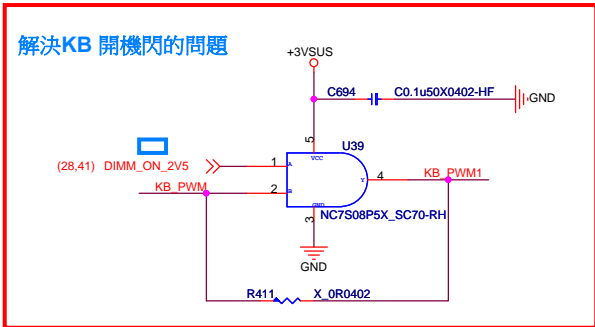 解決KB 開機閃的問題
+3VSUS
C694
C0.1u50X0402-HF
GND
5
U39
VCC
(28,41) DIMM_ON_2V5
1
A
KB_PWM
2
B
Y
4
KB_PWM1
GND
3
NC7S08P5X_SC70-RH
GND
R411
X_0R0402